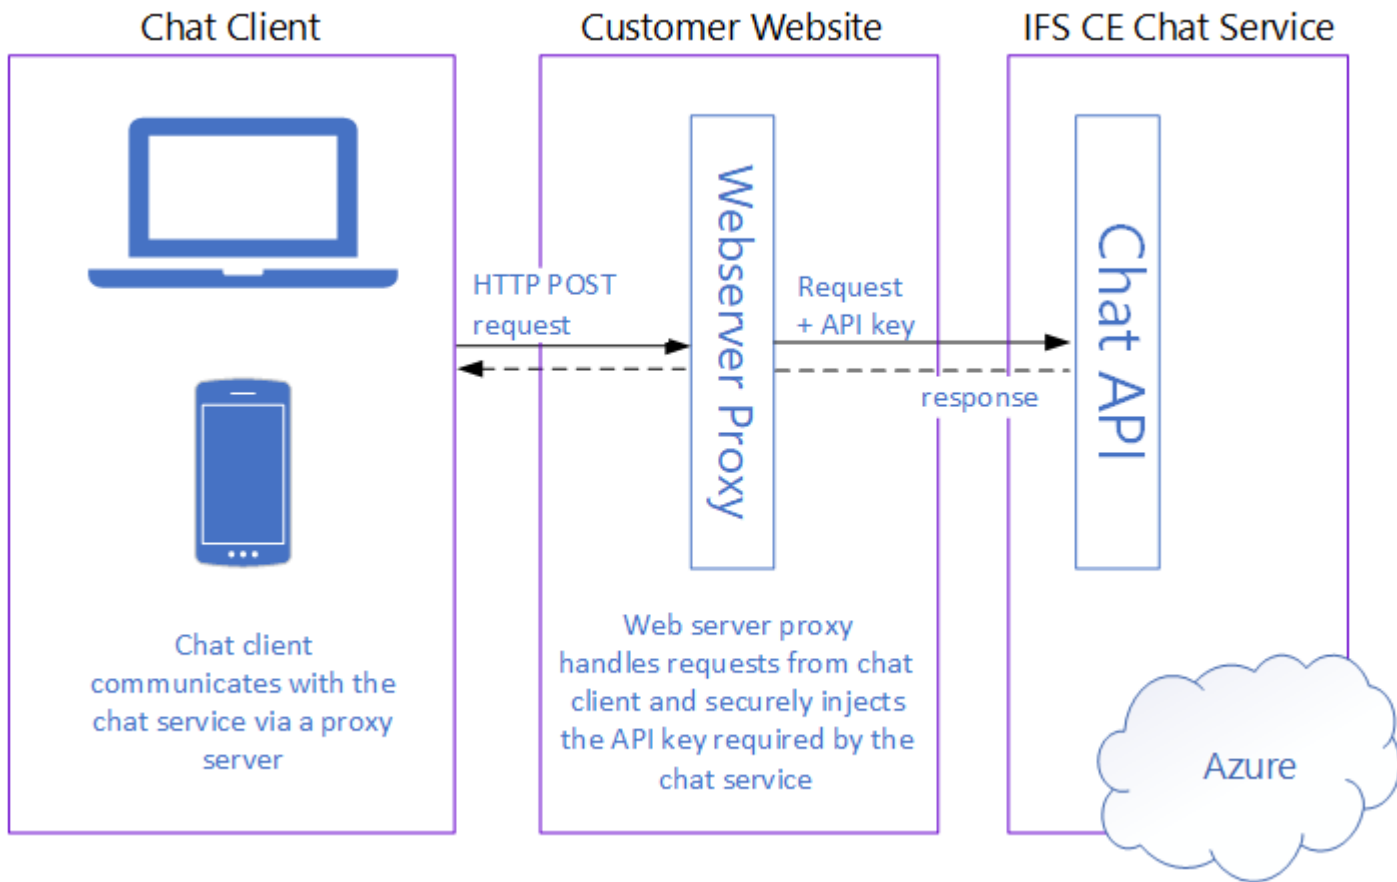 Chat Client
Customer Website
IFS CE Chat Service
HTTP POST
request
Webserver Proxy
Request
+ API key
response
Chat API
Chat client
communicates with the
chat service via a proxy
server
Web server proxy
handles requests from chat
client and securely injects
the API key required by the
chat service
Azure